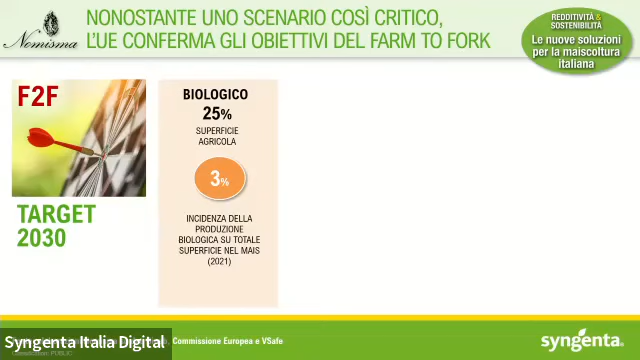 Nomisma
NONOSTANTE UNO SCENARIO COSÌ CRITICO,
L'UE CONFERMA GLI OBIETTIVI DEL FARM TO FORK
REDDITIVITÀ &
SOSTENIBILITÀ
Le nuove soluzioni
per la maiscoltura
italiana
F2F
TARGET
2030
BIOLOGICO
25%
SUPERFICIE
AGRICOLA
3%
INCIDENZA DELLA
PRODUZIONE
BIOLOGICA SU TOTALE
SUPERFICIE NEL MAIS
(2021)
Commissione Europea e VSafe
Syngenta Italia Digital
PUBLIC
syngenta